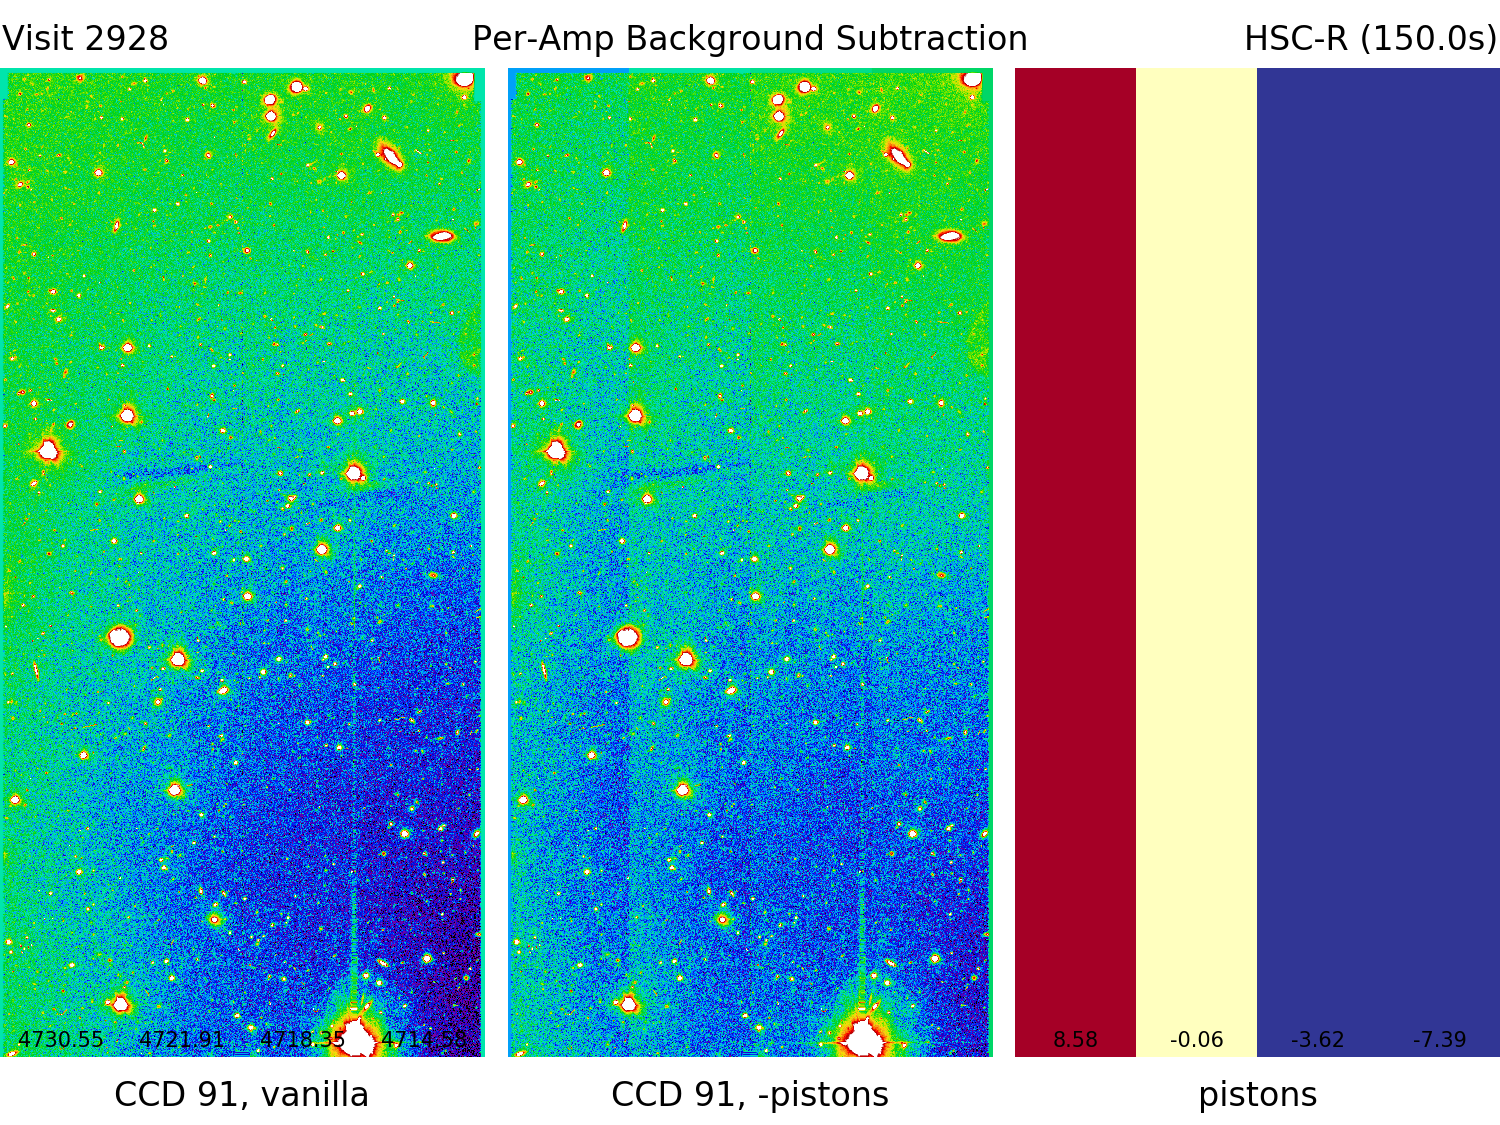 Visit 2928
Per-Amp Background Subtraction
HSC-R (150.0s)
4730.55 4721.91 4718.35 4714.58
8.58 -0.06 -3.62 -7.39
CCD 91, vanilla
CCD 91, -pistons
pistons